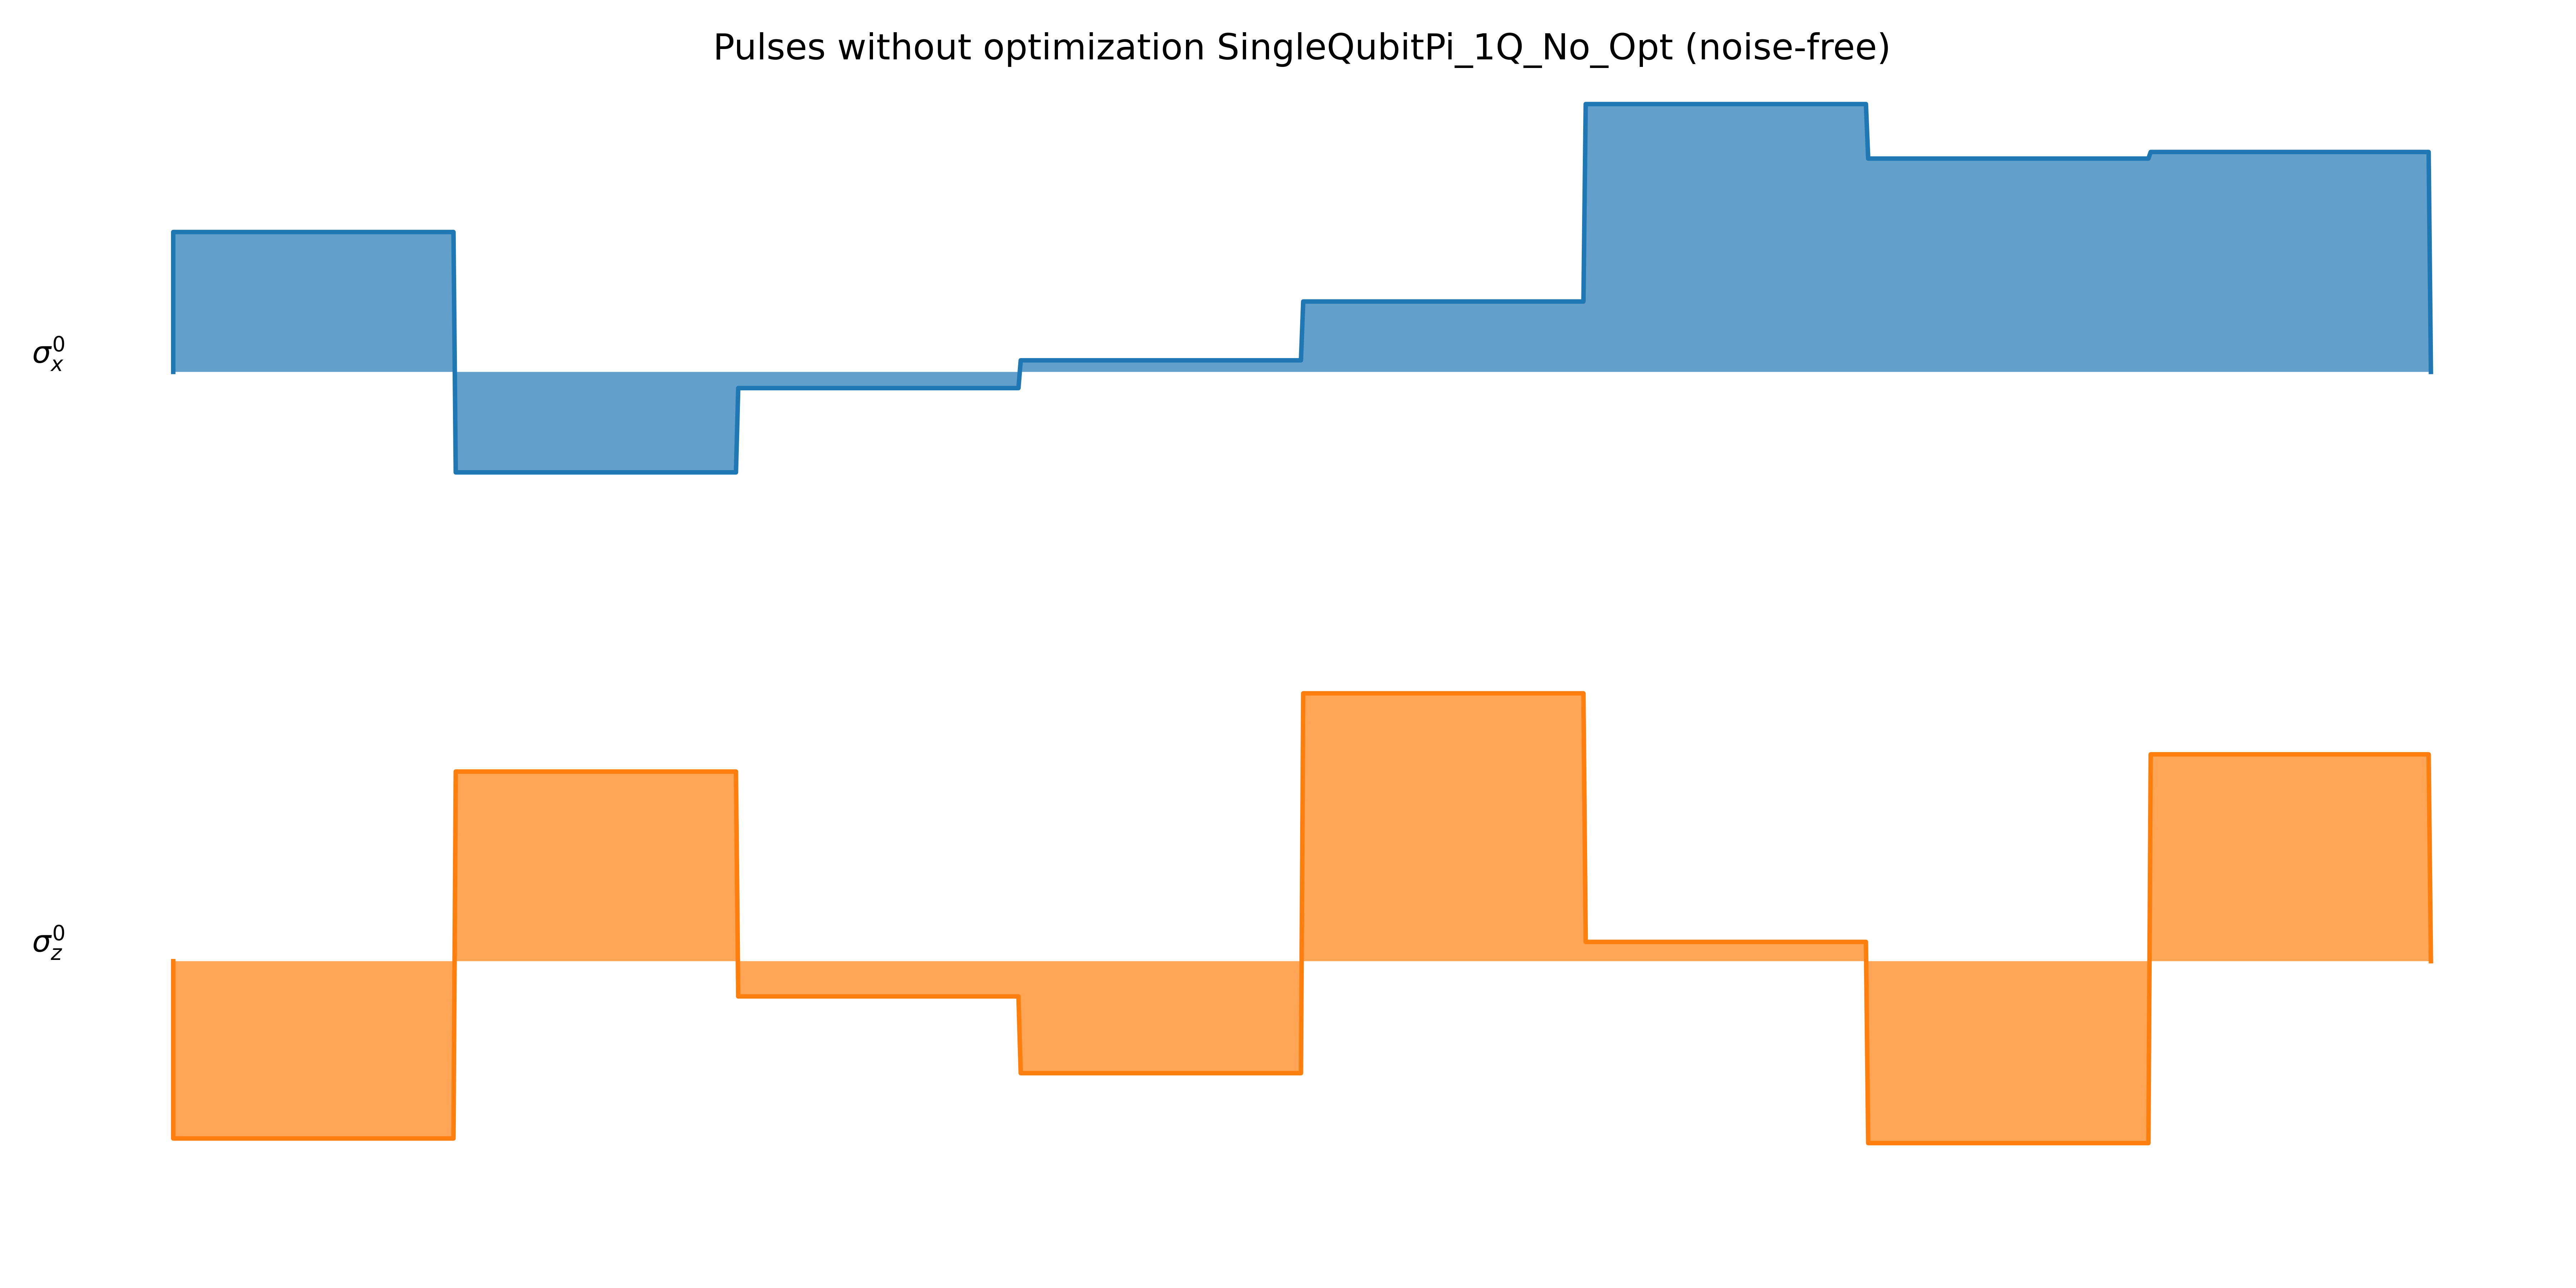 Pulses without optimization SingleQubitPi_1Q_No_Opt (noise-free)
σ_x^0
σ_z^0